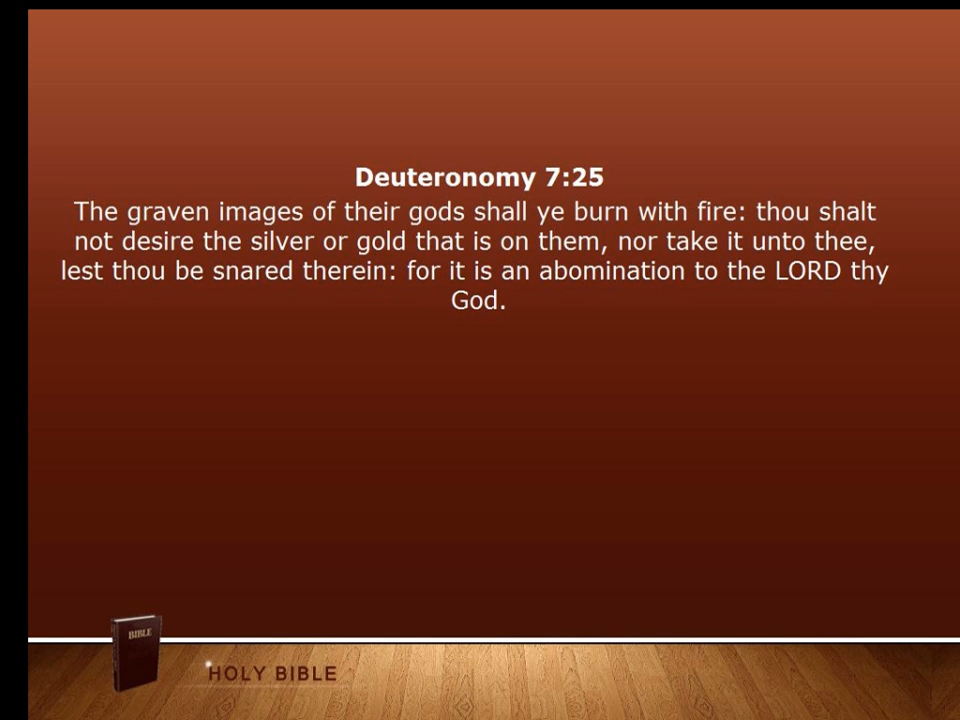 Deuteronomy 7:25
The graven images of their gods shall ye burn with fire: thou shalt
not desire the silver or gold that is on them, nor take it unto thee,
lest thou be snared therein: for it is an abomination to the LORD thy
God.
BIBLE
HOLY BIBLE